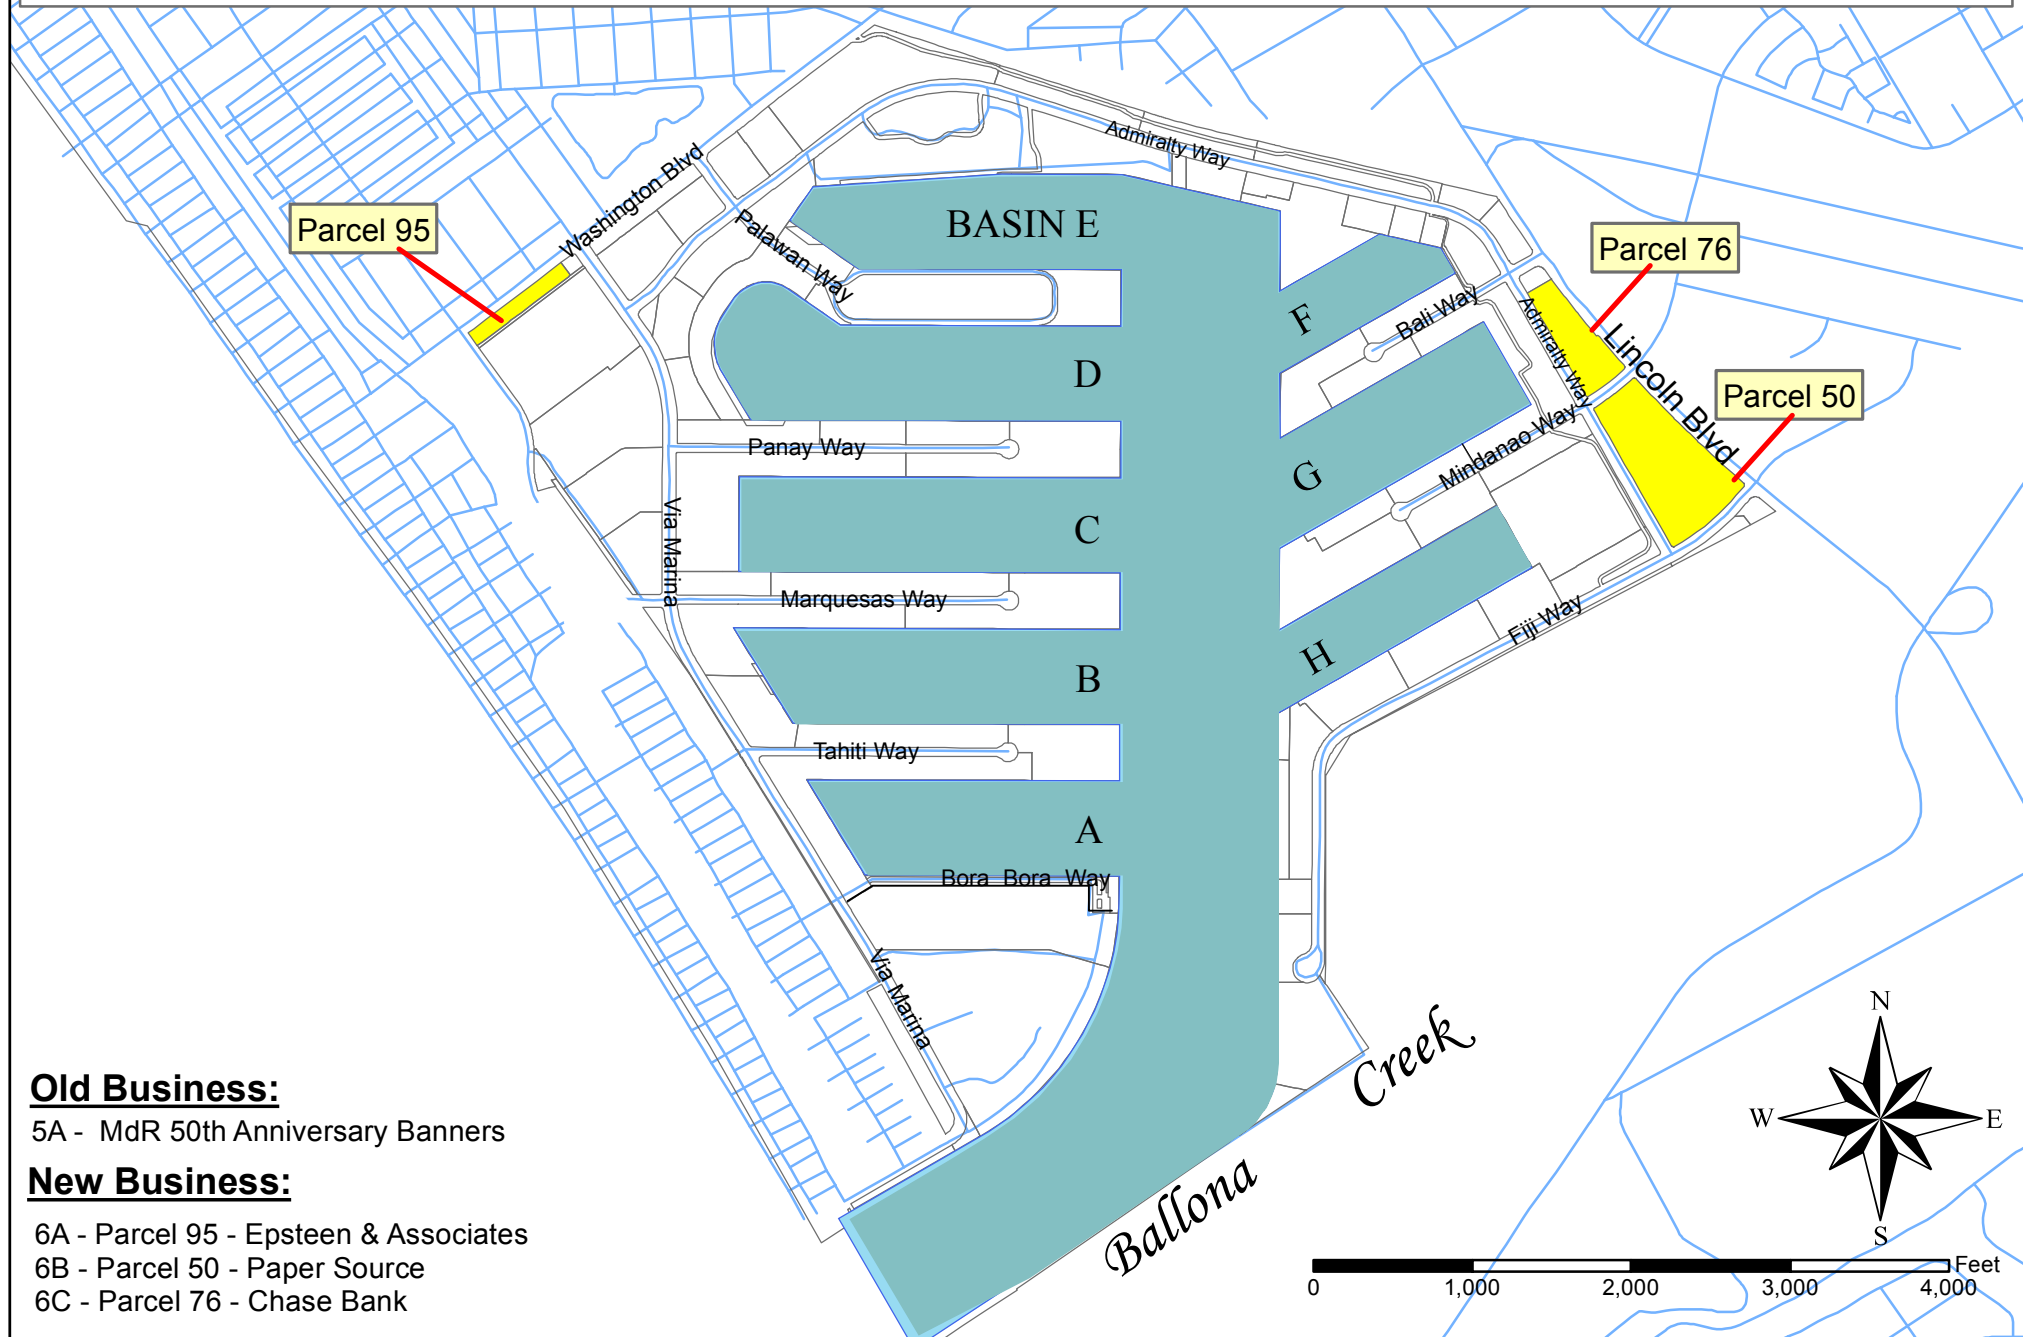 Admiralty Way
Washington Blvd
BASIN E
Parcel 95
Palawan Way
Parcel 76
F
Bali Way
Admiralty Way
Lincoln Blvd
D
Parcel 50
Panay Way
Mindanao Way
G
C
Via Marina
Marquesas Way
Fiji Way
H
B
Tahiti Way
A
Bora Bora Way
Via Marina
Ballona Creek
N
W
E
S
Old Business:
5A - MdR 50th Anniversary Banners
New Business:
6A - Parcel 95 - Epsteen & Associates
6B - Parcel 50 - Paper Source
6C - Parcel 76 - Chase Bank
Feet
0 1,000 2,000 3,000 4,000